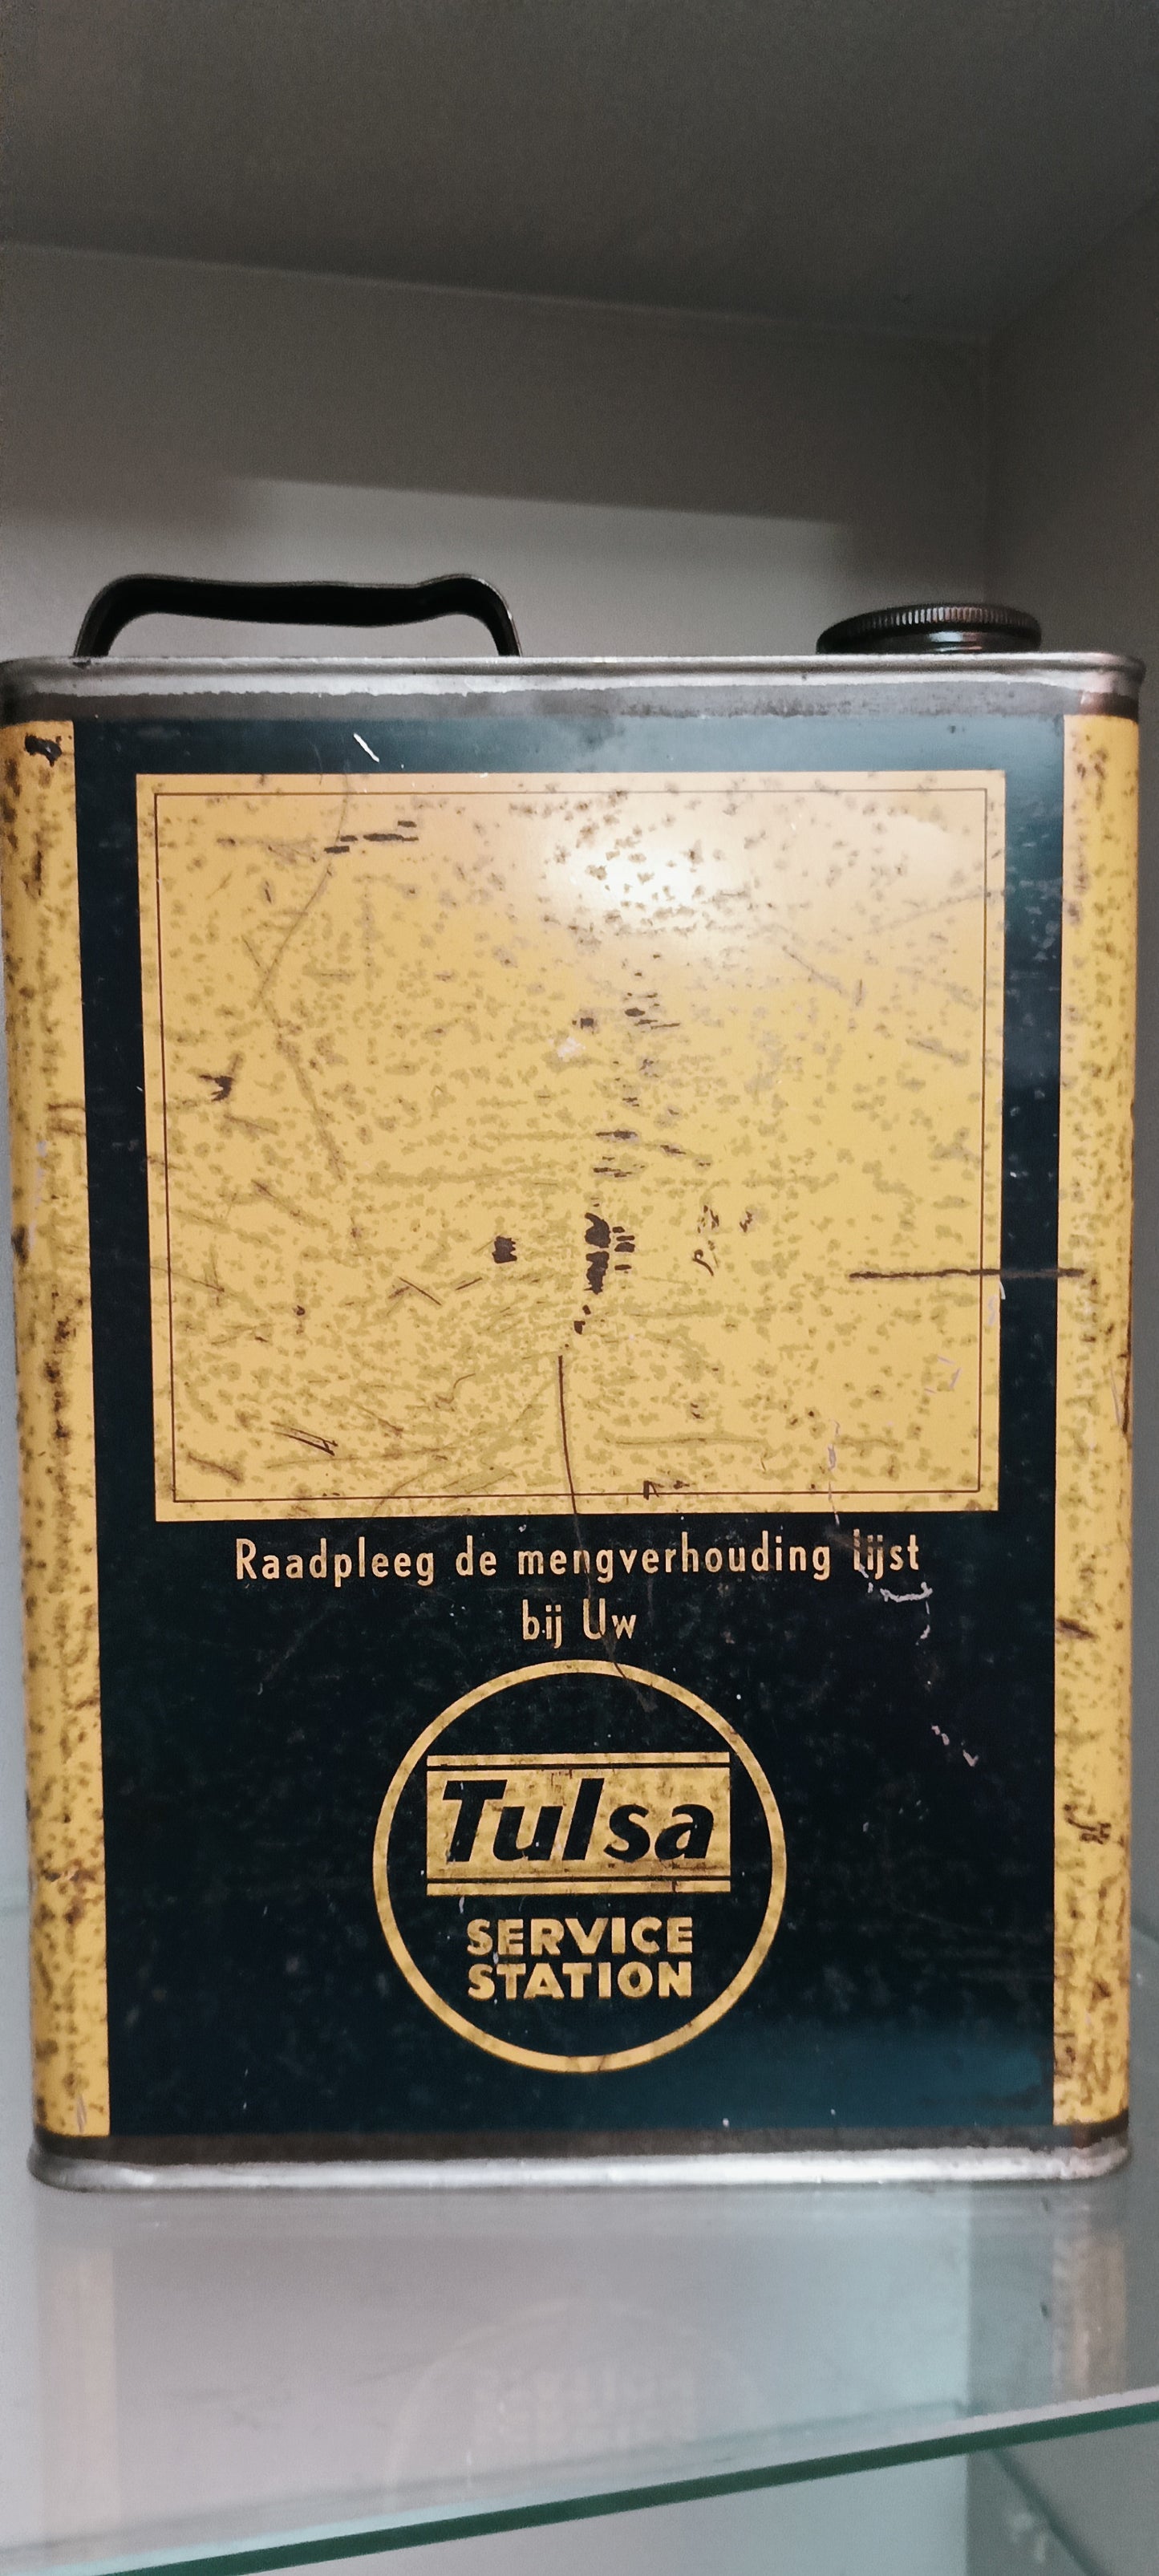 Raadpleeg de mengverhouding lijst
bij Uw
Tulsa
SERVICE
STATION